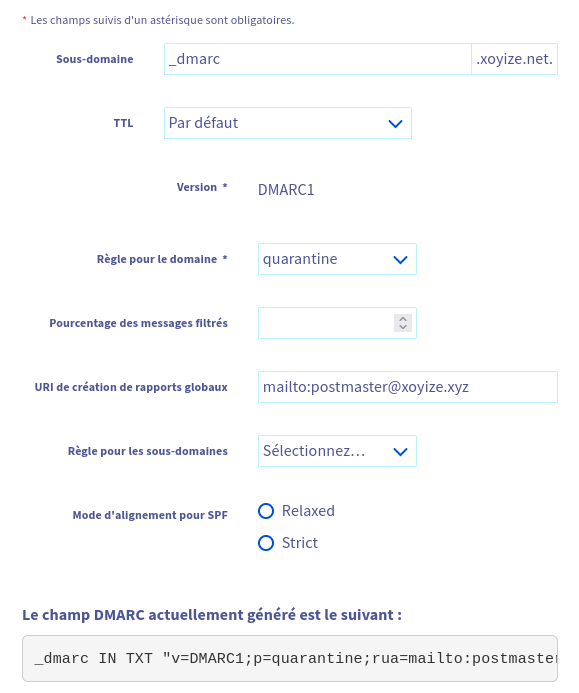 * Les champs suivis d'un astérisque sont obligatoires.
Sous-domaine _dmarc .xoyize.net.
TTL Par défaut
Version * DMARC1
Règle pour le domaine * quarantine
Pourcentage des messages filtrés
URI de création de rapports globaux mailto:postmaster@xoyize.xyz
Règle pour les sous-domaines Sélectionnez...
Mode d'alignement pour SPF Relaxed
Strict
Le champ DMARC actuellement généré est le suivant :
_dmarc IN TXT "v=DMARC1;p=quarantine;rua=mailto:postmaster